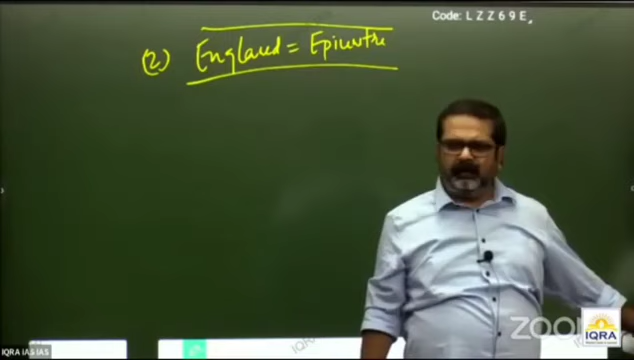 Code: L Z Z 6 9 E
(2) England = Epicentre
zoom
IQRA
IQRA IAS IAS